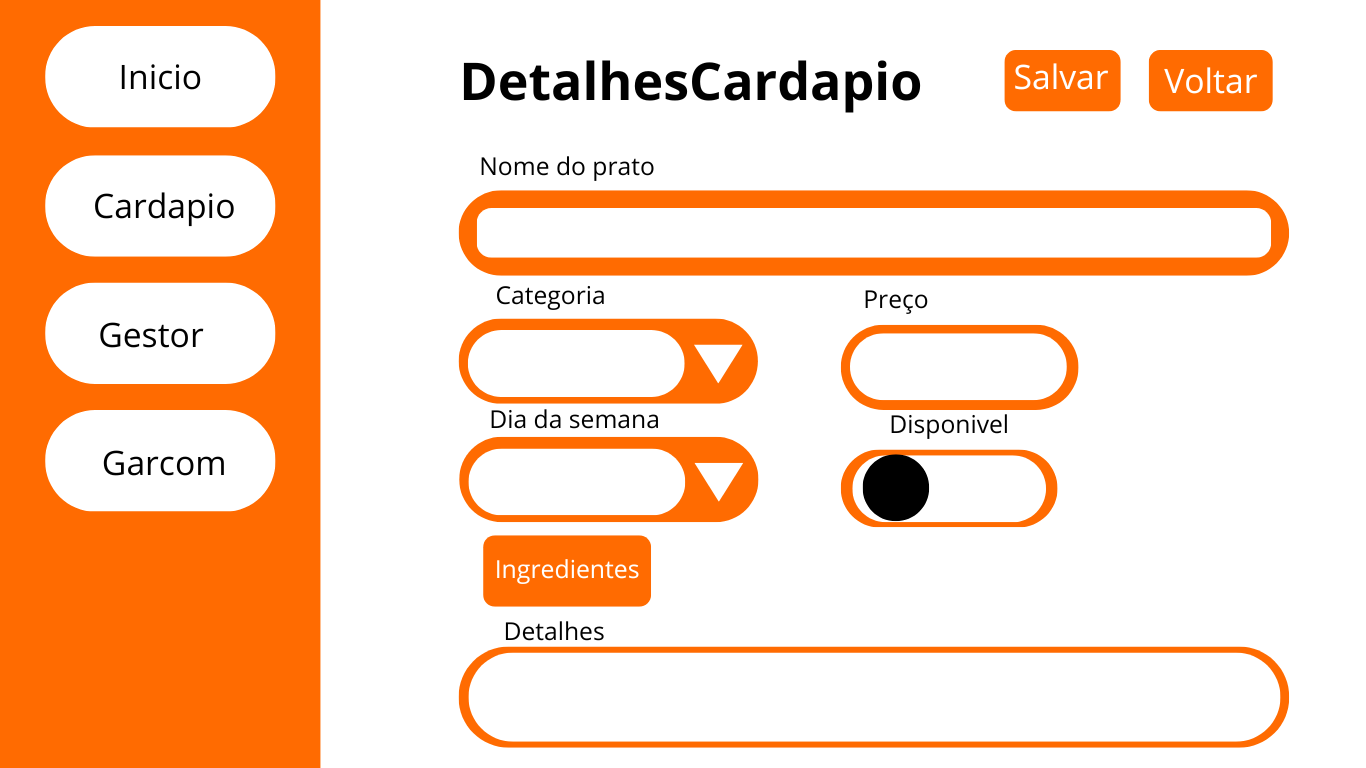 Inicio
Cardapio
Gestor
Garcom
DetalhesCardapio
Salvar
Voltar
Nome do prato
Categoria
Preço
Dia da semana
Disponivel
Ingredientes
Detalhes